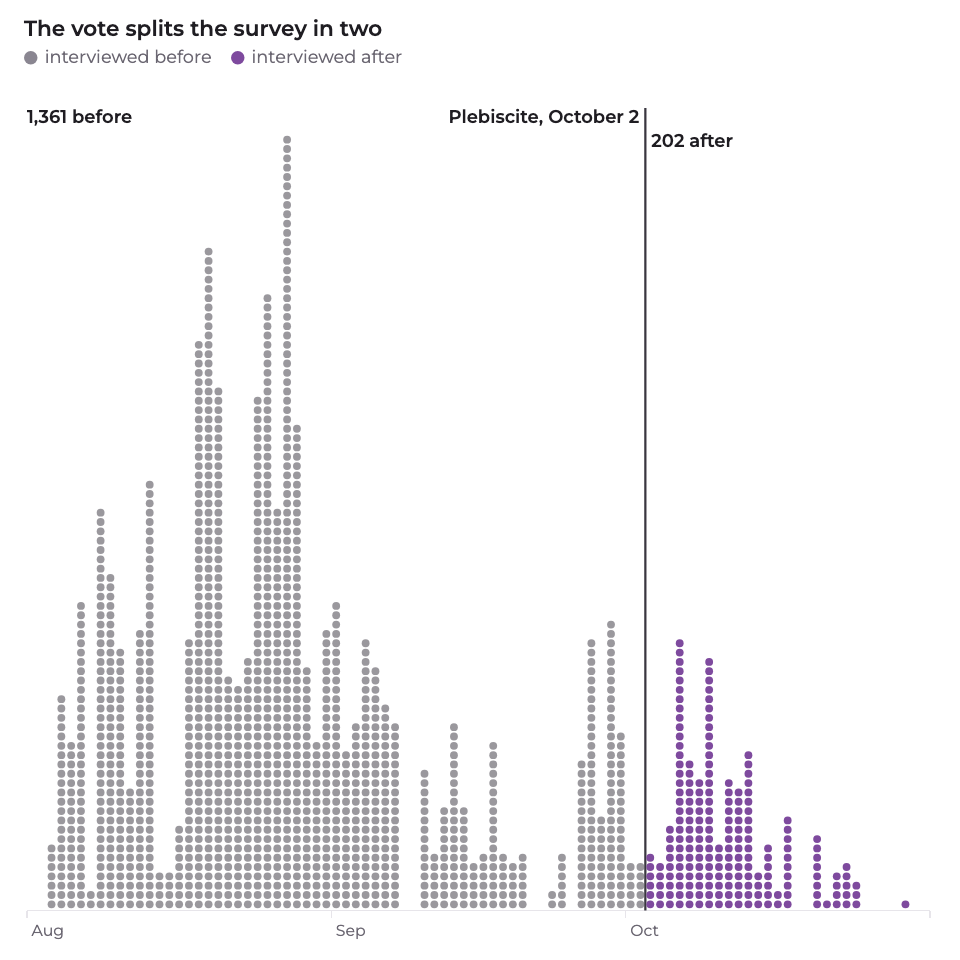 The vote splits the survey in two
interviewed before interviewed after
1,361 before
Plebiscite, October 2
202 after
Aug Sep Oct